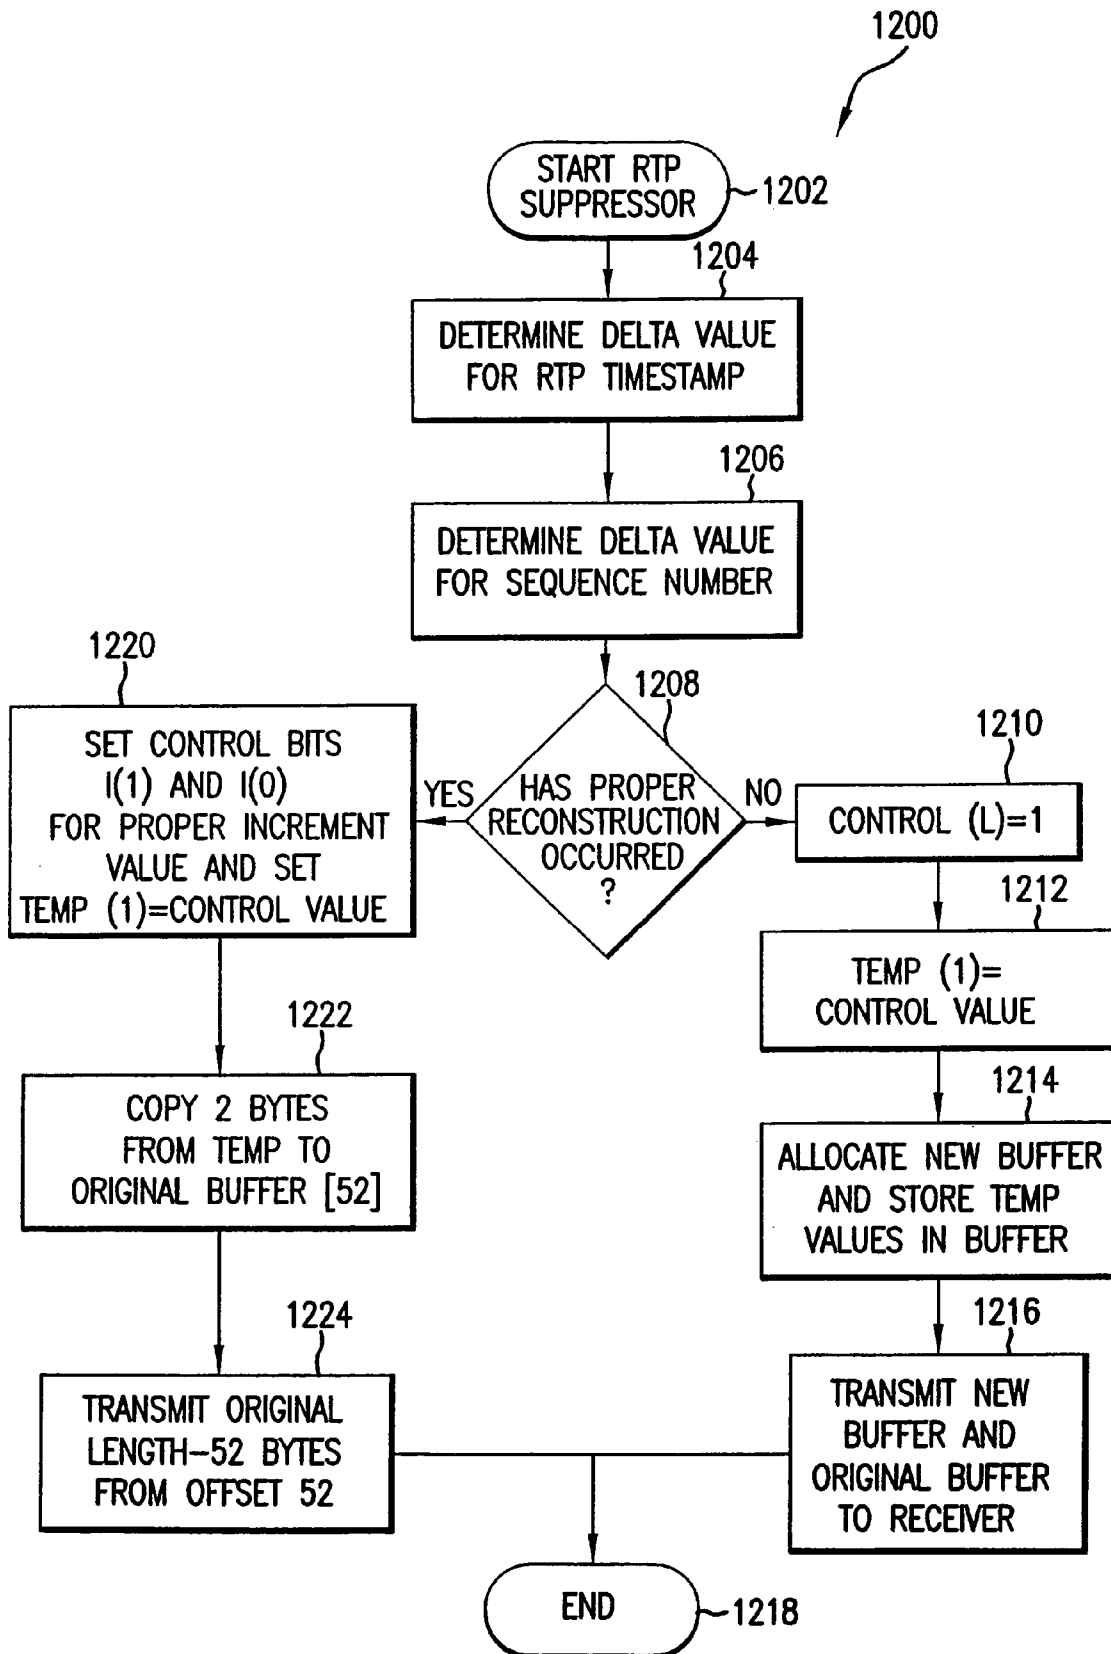 1200
START RTP
SUPPRESSOR
1202
1204
DETERMINE DELTA VALUE
FOR RTP TIMESTAMP
1206
DETERMINE DELTA VALUE
FOR SEQUENCE NUMBER
1208
HAS PROPER
RECONSTRUCTION
OCCURRED
?
YES
NO
1220
SET CONTROL BITS
I(1) AND I(0)
FOR PROPER INCREMENT
VALUE AND SET
TEMP (1)=CONTROL VALUE
1222
COPY 2 BYTES
FROM TEMP TO
ORIGINAL BUFFER [52]
1224
TRANSMIT ORIGINAL
LENGTH-52 BYTES
FROM OFFSET 52
1210
CONTROL (L)=1
1212
TEMP (1)=
CONTROL VALUE
1214
ALLOCATE NEW BUFFER
AND STORE TEMP
VALUES IN BUFFER
1216
TRANSMIT NEW
BUFFER AND
ORIGINAL BUFFER
TO RECEIVER
END
1218